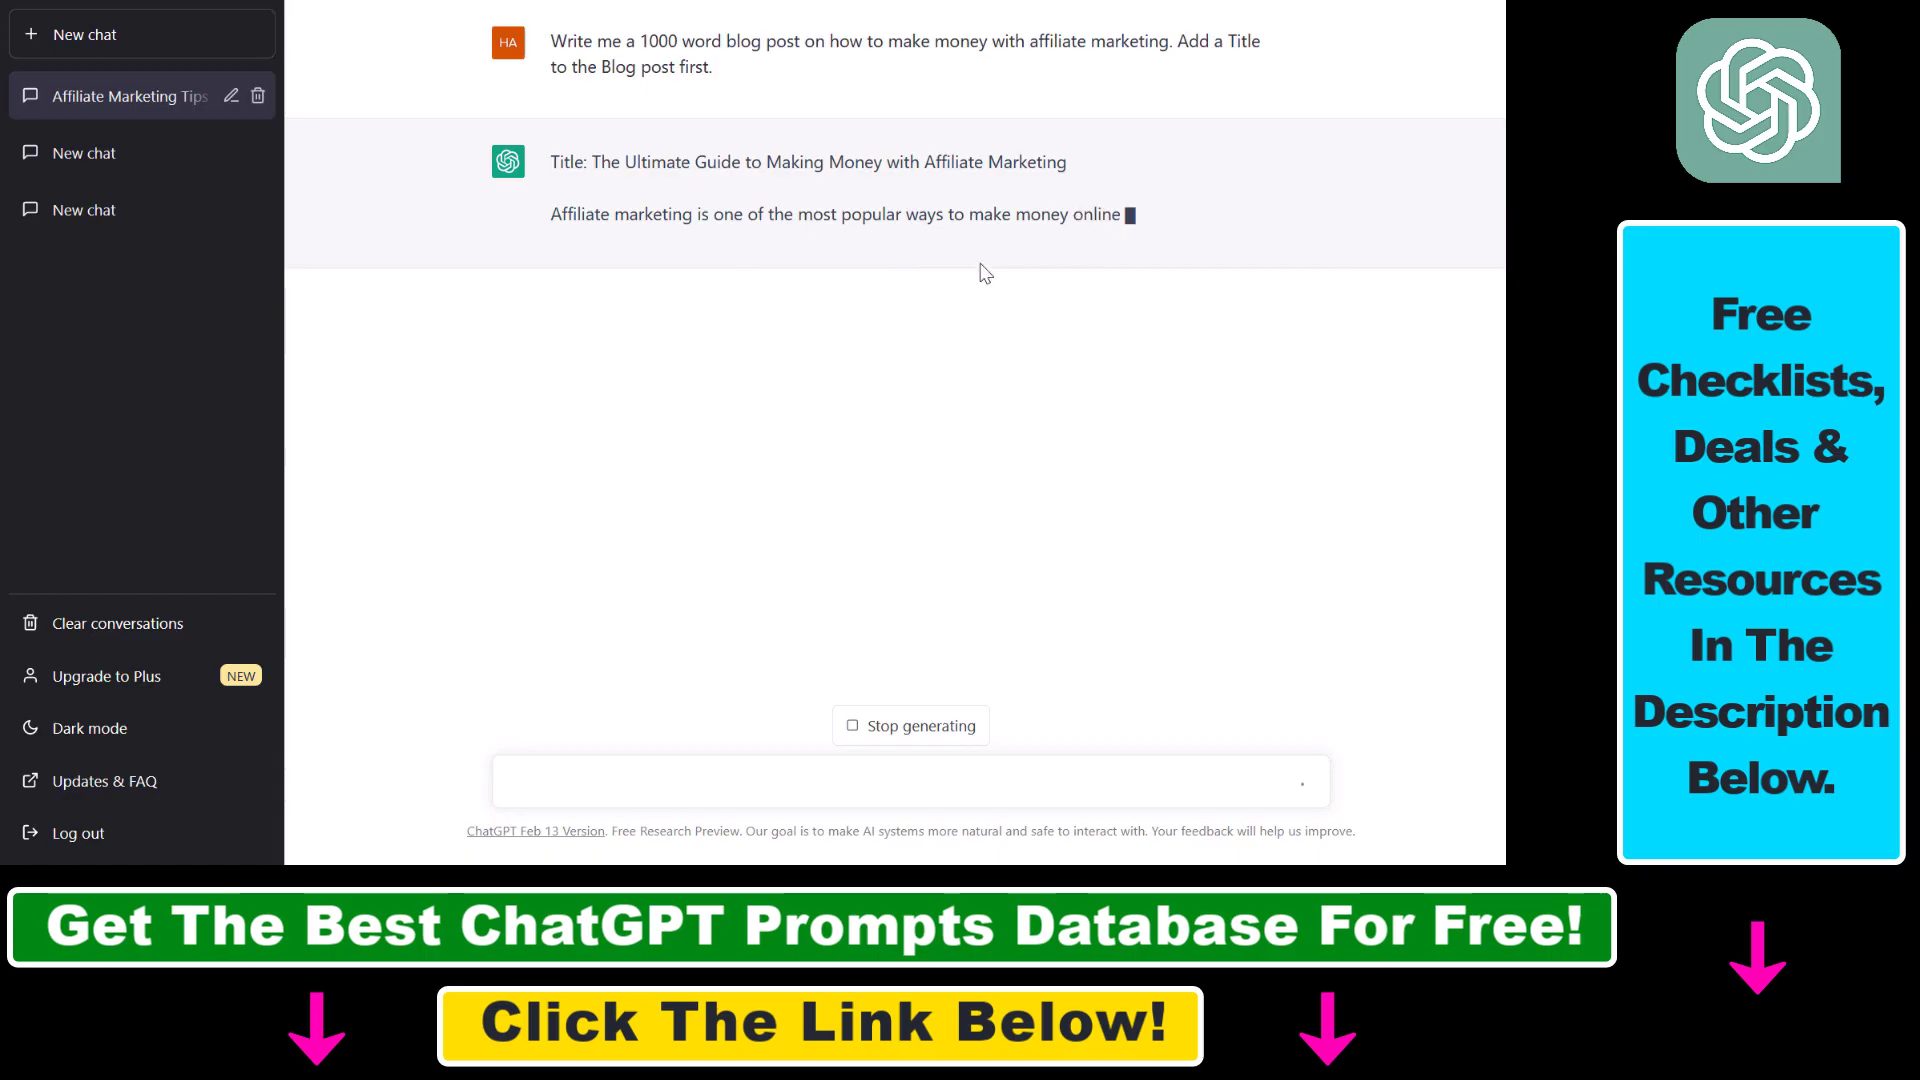 New chat
Affiliate Marketing Tips
New chat
New chat
Clear conversations
Upgrade to Plus NEW
Dark mode
Updates & FAQ
Log out
HA
Write me a 1000 word blog post on how to make money with affiliate marketing. Add a Title
to the Blog post first.
Title: The Ultimate Guide to Making Money with Affiliate Marketing
Affiliate marketing is one of the most popular ways to make money online
Stop generating
ChatGPT Feb 13 Version. Free Research Preview. Our goal is to make AI systems more natural and safe to interact with. Your feedback will help us improve.
Free
Checklists,
Deals &
Other
Resources
In The
Description
Below.
Get The Best ChatGPT Prompts Database For Free!
Click The Link Below!